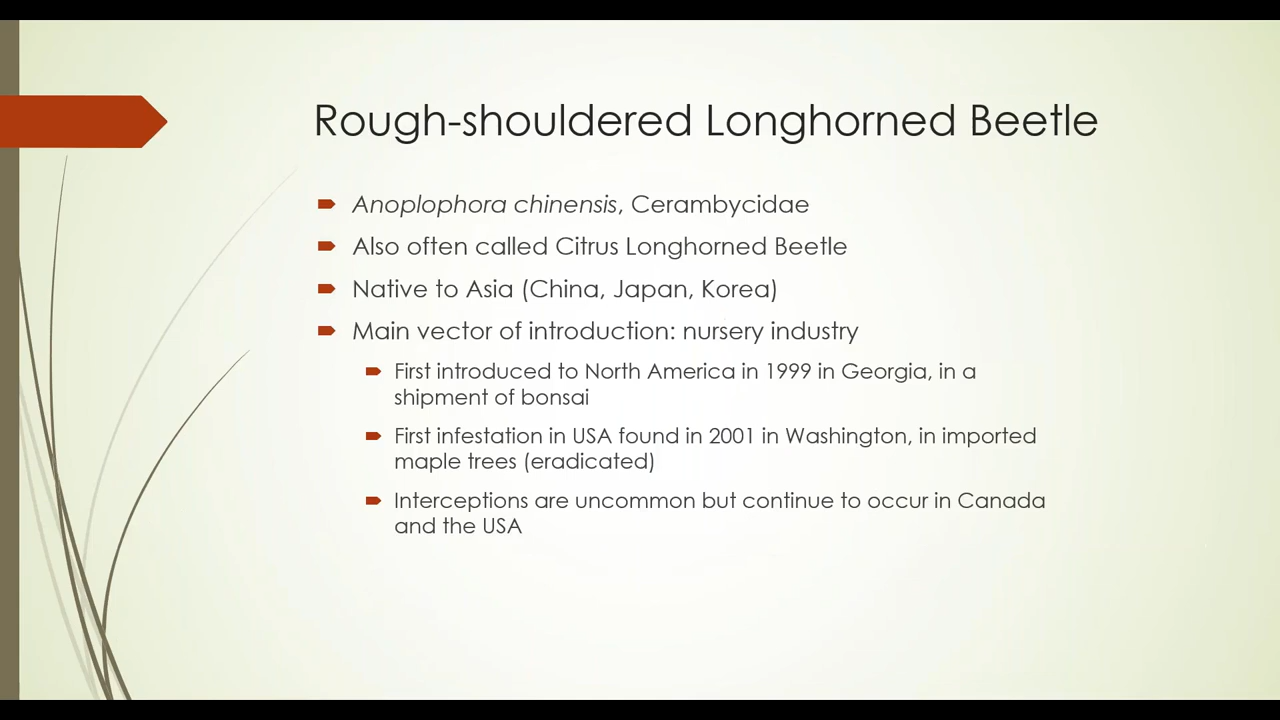 Rough-shouldered Longhorned Beetle
Anoplophora chinensis, Cerambycidae
Also often called Citrus Longhorned Beetle
Native to Asia (China, Japan, Korea)
Main vector of introduction: nursery industry
First introduced to North America in 1999 in Georgia, in a
shipment of bonsai
First infestation in USA found in 2001 in Washington, in imported
maple trees (eradicated)
Interceptions are uncommon but continue to occur in Canada
and the USA